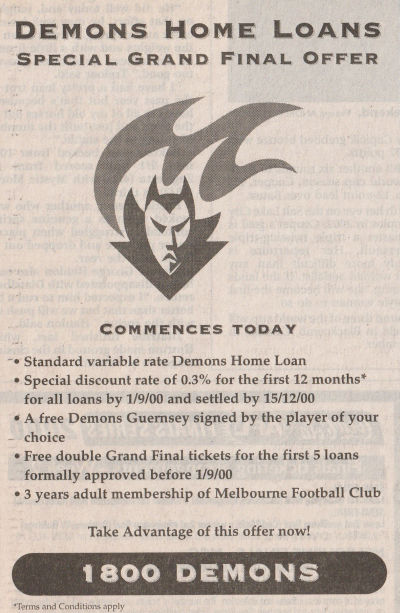 DEMONS HOME LOANS
SPECIAL GRAND FINAL OFFER
COMMENCES TODAY
• Standard variable rate Demons Home Loan
• Special discount rate of 0.3% for the first 12 months*
for all loans by 1/9/00 and settled by 15/12/00
• A free Demons Guernsey signed by the player of your
choice
• Free double Grand Final tickets for the first 5 loans
formally approved before 1/9/00
• 3 years adult membership of Melbourne Football Club
Take Advantage of this offer now!
1800 DEMONS
*Terms and Conditions apply